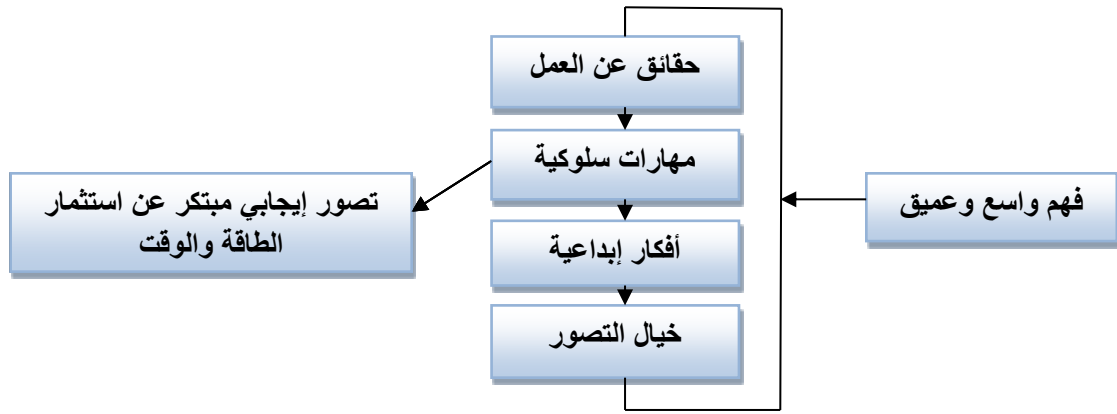 حقائق عن العمل
مهارات سلوكية
فهم واسع وعميق
تصور إيجابي مبتكر عن استثمار
الطاقة والوقت
أفكار إبداعية
خيال التصور